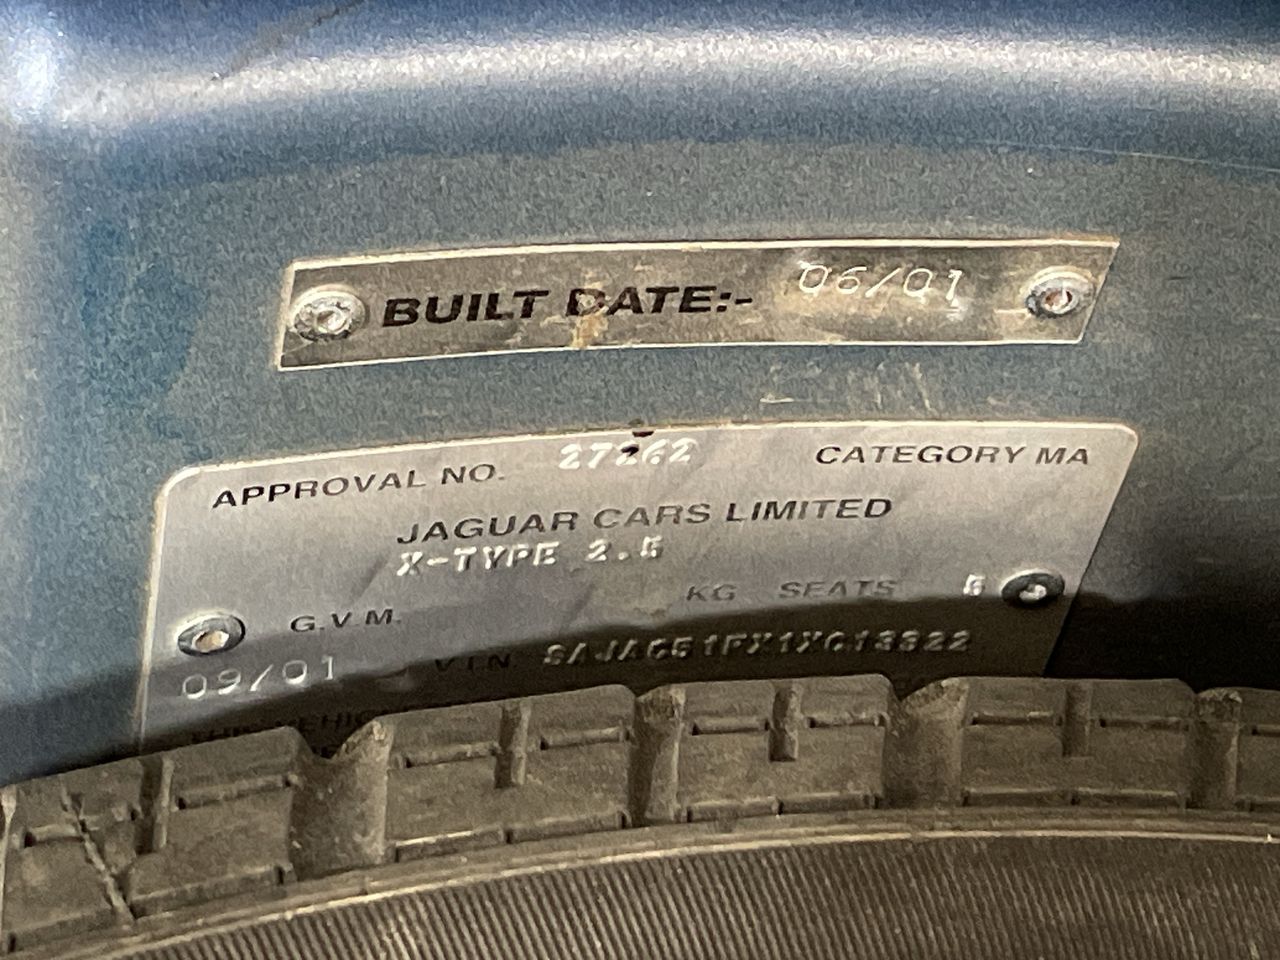 BUILT DATE:- 06/01
APPROVAL NO. 27262 CATEGORY MA
JAGUAR CARS LIMITED
X-TYPE 2.5
G.V.M. KG SEATS 5
09/01 V.I.N. SAJAC51FX1XC13322
VEHICLE